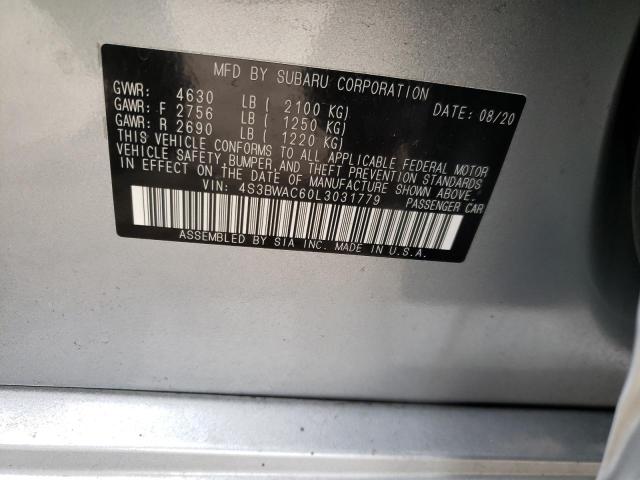 MFD BY SUBARU CORPORATION
GVWR: 4630 LB ( 2100 KG) DATE: 08/20
GAWR: F 2756 LB ( 1250 KG)
GAWR: R 2690 LB ( 1220 KG)
THIS VEHICLE CONFORMS TO ALL APPLICABLE FEDERAL MOTOR
VEHICLE SAFETY, BUMPER, AND THEFT PREVENTION STANDARDS
IN EFFECT ON THE DATE OF MANUFACTURE SHOWN ABOVE.
VIN: 4S3BWAC60L3031779 PASSENGER CAR
ASSEMBLED BY SIA INC. MADE IN U.S.A.